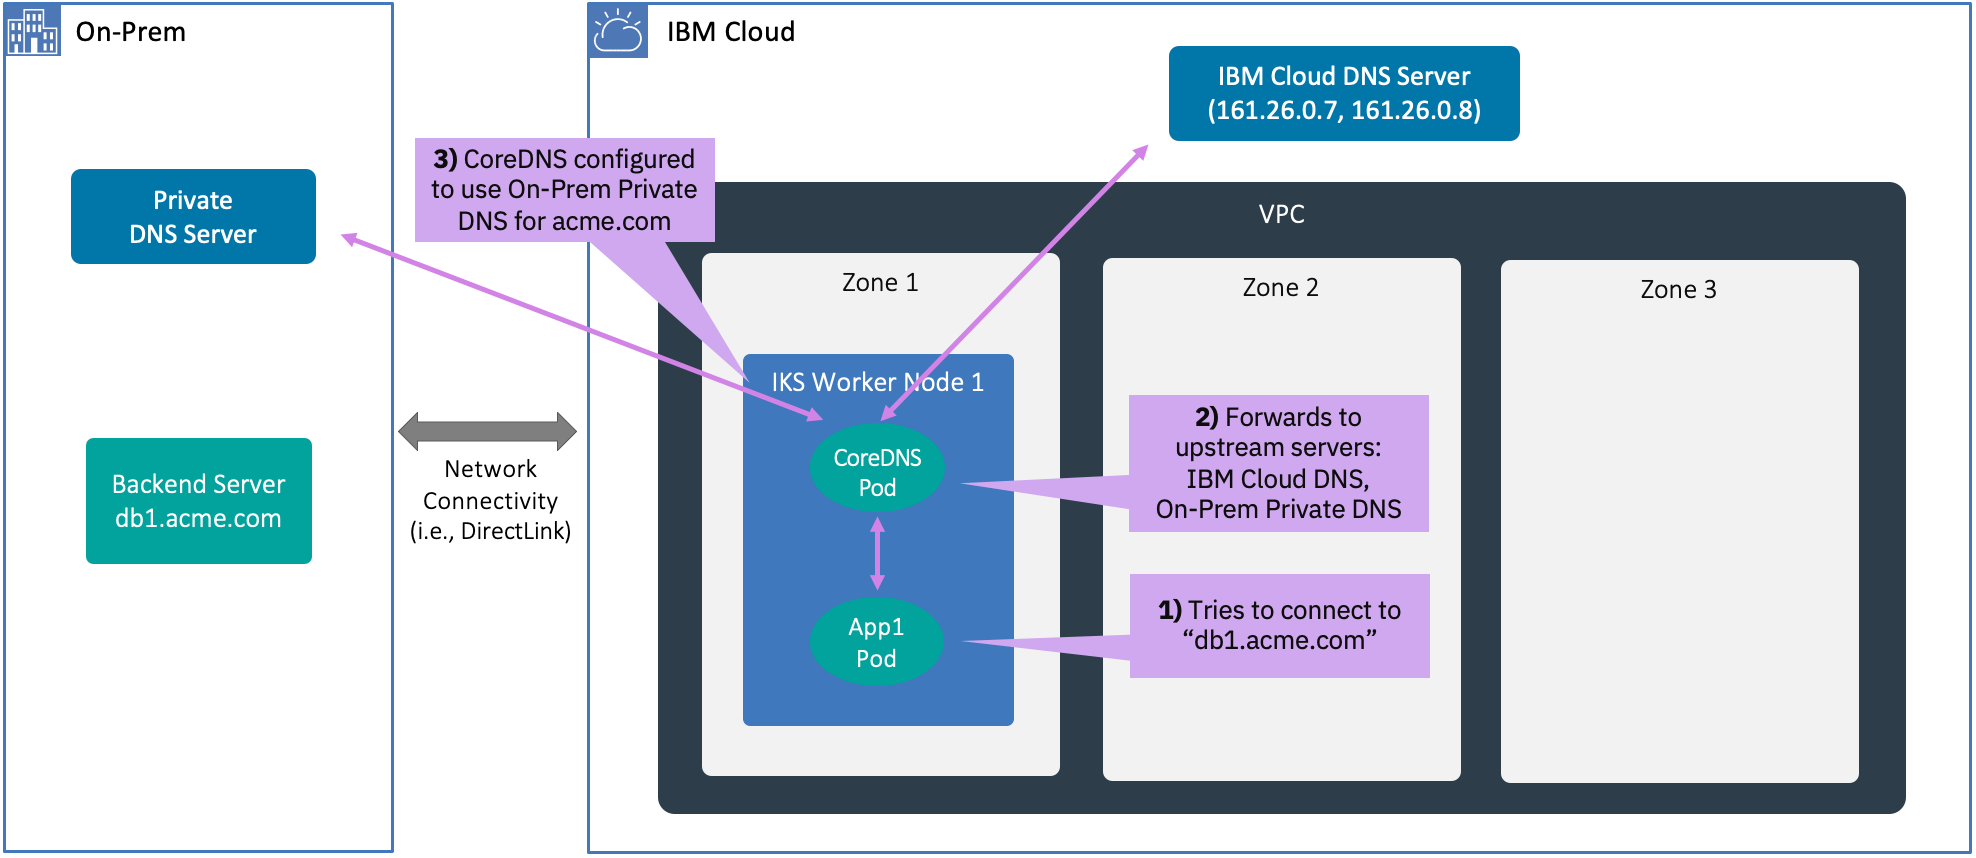 On-Prem
IBM Cloud
IBM Cloud DNS Server
(161.26.0.7, 161.26.0.8)
3) CoreDNS configured
to use On-Prem Private
DNS for acme.com
Private
DNS Server
VPC
Zone 1
Zone 2
Zone 3
IKS Worker Node 1
CoreDNS
Pod
2) Forwards to
upstream servers:
IBM Cloud DNS,
On-Prem Private DNS
Backend Server
db1.acme.com
Network
Connectivity
(i.e., DirectLink)
App1
Pod
1) Tries to connect to
“db1.acme.com”